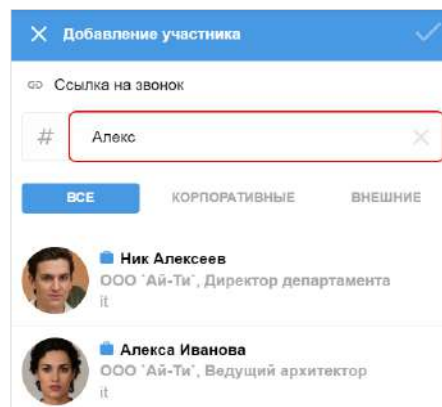 Добавление участника
Ссылка на звонок
# Алекс
ВСЕ КОРПОРАТИВНЫЕ ВНЕШНИЕ
Ник Алексеев
ООО `Ай-Ти`, Директор департамента
it
Алекса Иванова
ООО `Ай-Ти`, Ведущий архитектор
it